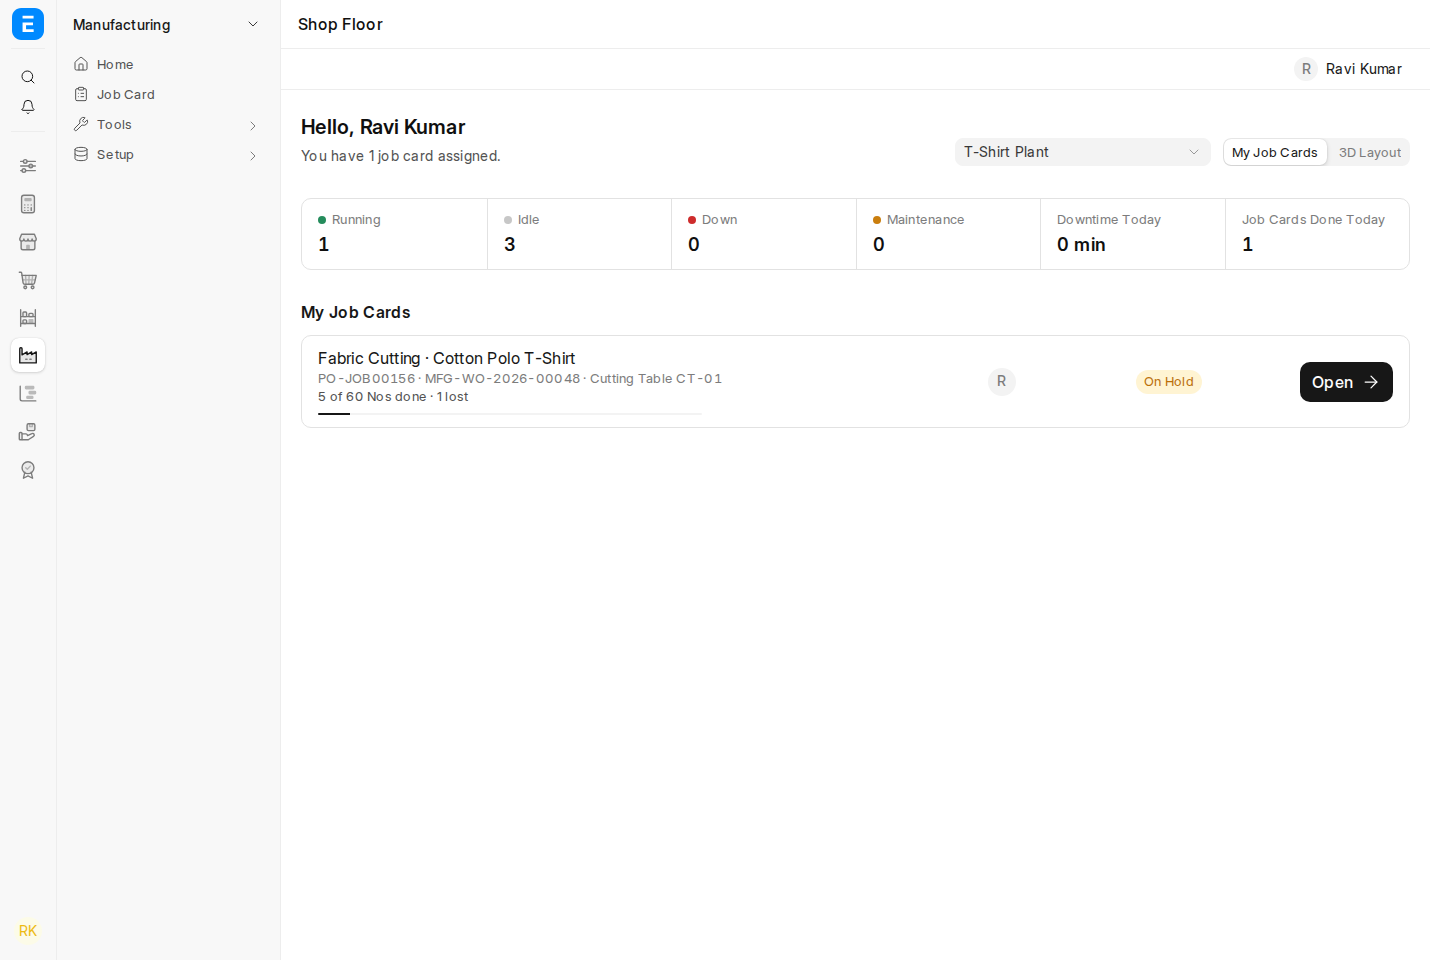 Manufacturing
Home
Job Card
Tools
Setup
RK
Shop Floor
R Ravi Kumar
Hello, Ravi Kumar
You have 1 job card assigned.
T-Shirt Plant
My Job Cards
3D Layout
Running
1
Idle
3
Down
0
Maintenance
0
Downtime Today
0 min
Job Cards Done Today
1
My Job Cards
Fabric Cutting · Cotton Polo T-Shirt
PO-JOB00156 · MFG-WO-2026-00048 · Cutting Table CT-01
5 of 60 Nos done · 1 lost
R
On Hold
Open